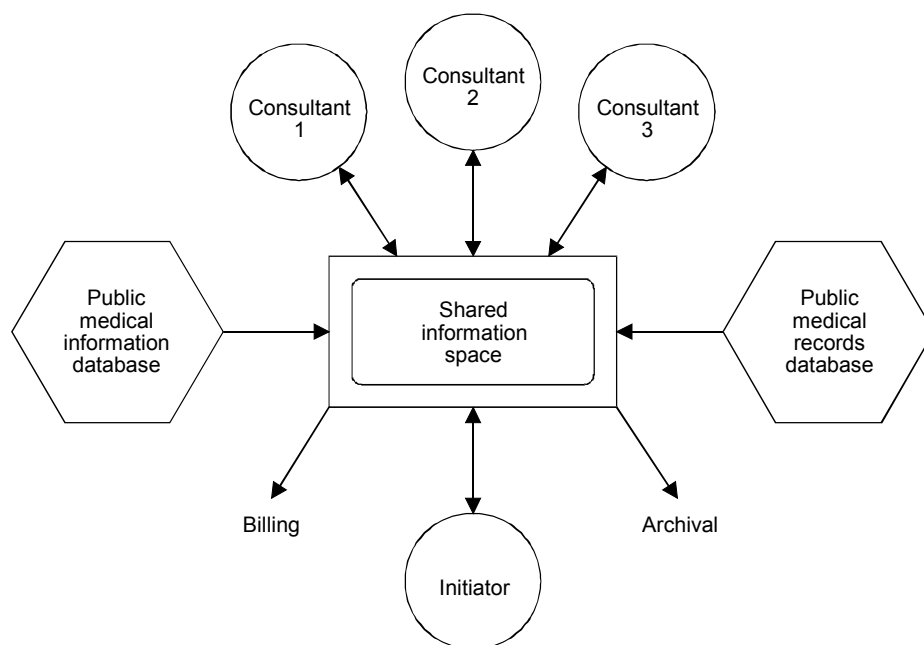 Consultant
1
Consultant
2
Consultant
3
Public
medical
information
database
Shared
information
space
Public
medical
records
database
Billing
Archival
Initiator